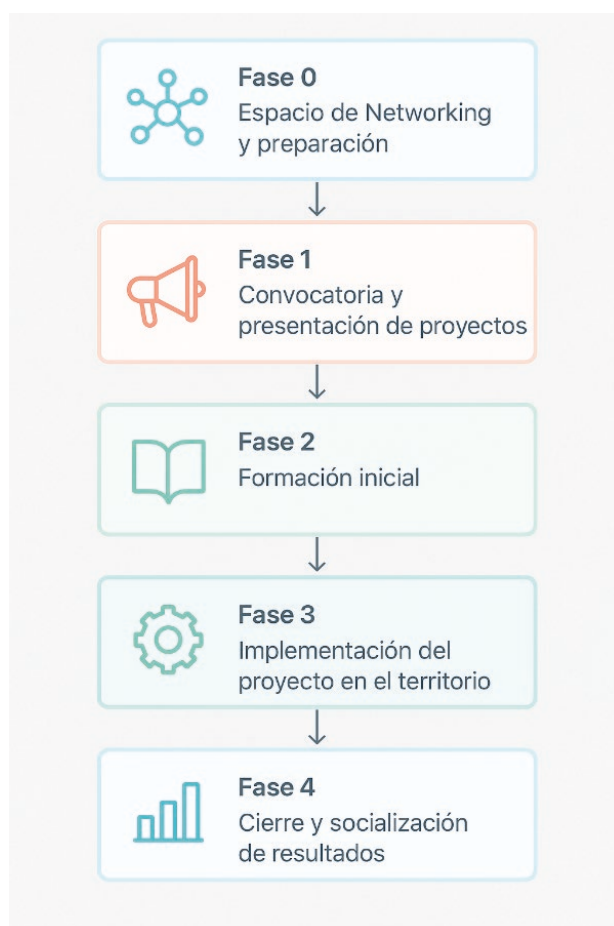 Fase 0
Espacio de Networking
y preparación
Fase 1
Convocatoria y
presentación de proyectos
Fase 2
Formación inicial
Fase 3
Implementación del
proyecto en el territorio
Fase 4
Cierre y socialización
de resultados